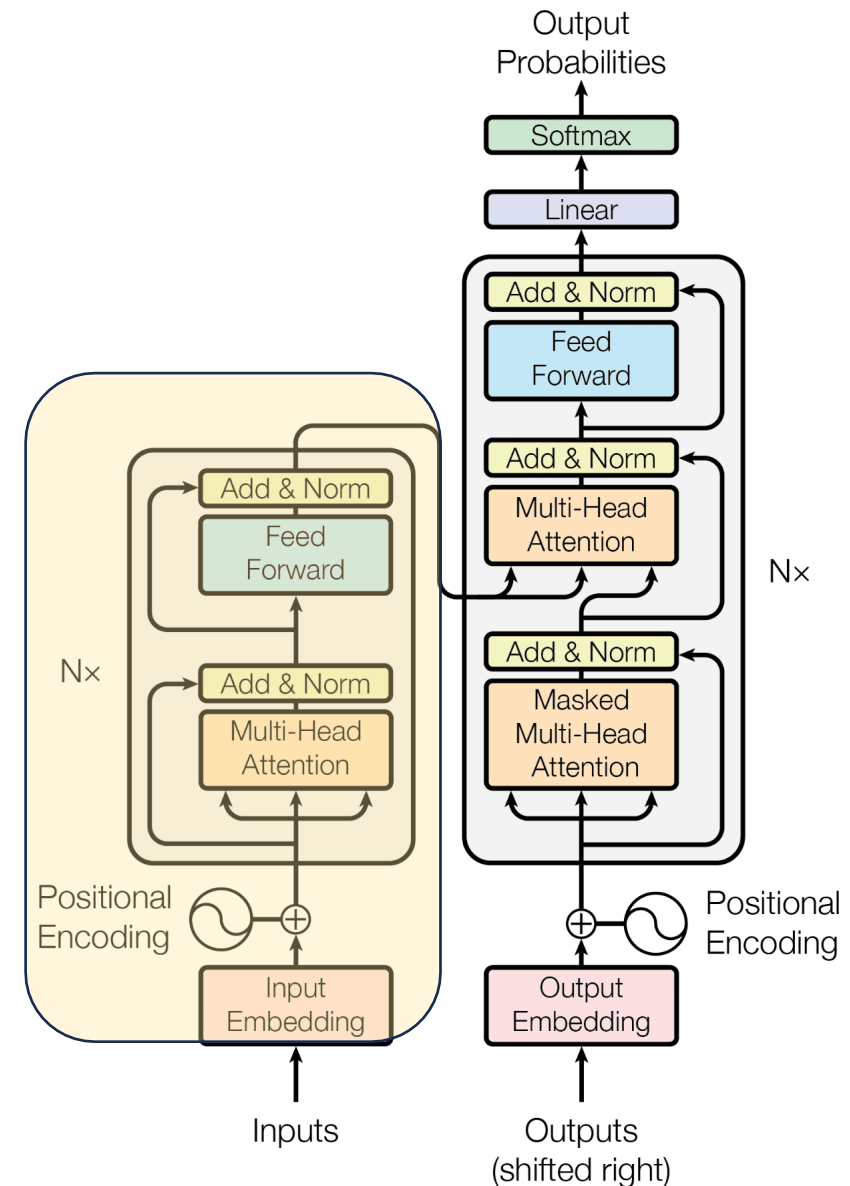 Output
Probabilities
Softmax
Linear
Add & Norm
Feed
Forward
Add & Norm
Multi-Head
Attention
Nx
Add & Norm
Masked
Multi-Head
Attention
Positional
Encoding
Output
Embedding
Outputs
(shifted right)
Add & Norm
Feed
Forward
Nx
Add & Norm
Multi-Head
Attention
Positional
Encoding
Input
Embedding
Inputs